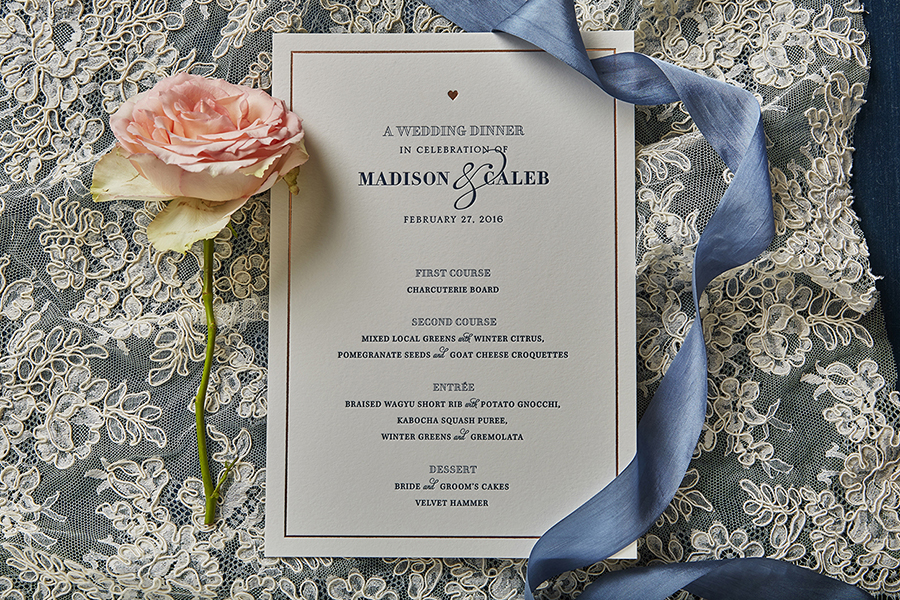 A WEDDING DINNER
IN CELEBRATION OF
MADISON & CALEB
FEBRUARY 27, 2016
FIRST COURSE
CHARCUTERIE BOARD
SECOND COURSE
MIXED LOCAL GREENS with WINTER CITRUS,
POMEGRANATE SEEDS and GOAT CHEESE CROQUETTES
ENTRÉE
BRAISED WAGYU SHORT RIB with POTATO GNOCCHI,
KABOCHA SQUASH PUREE,
WINTER GREENS and GREMOLATA
DESSERT
BRIDE and GROOM'S CAKES
VELVET HAMMER